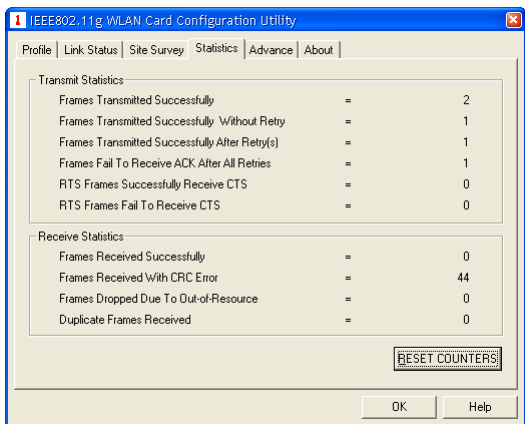 1 IEEE802.11g WLAN Card Configuration Utility
Profile Link Status Site Survey Statistics Advance About
Transmit Statistics
Frames Transmitted Successfully = 2
Frames Transmitted Successfully Without Retry = 1
Frames Transmitted Successfully After Retry(s) = 1
Frames Fail To Receive ACK After All Retries = 1
RTS Frames Successfully Receive CTS = 0
RTS Frames Fail To Receive CTS = 0
Receive Statistics
Frames Received Successfully = 0
Frames Received With CRC Error = 44
Frames Dropped Due To Out-of-Resource = 0
Duplicate Frames Received = 0
RESET COUNTERS
OK Help